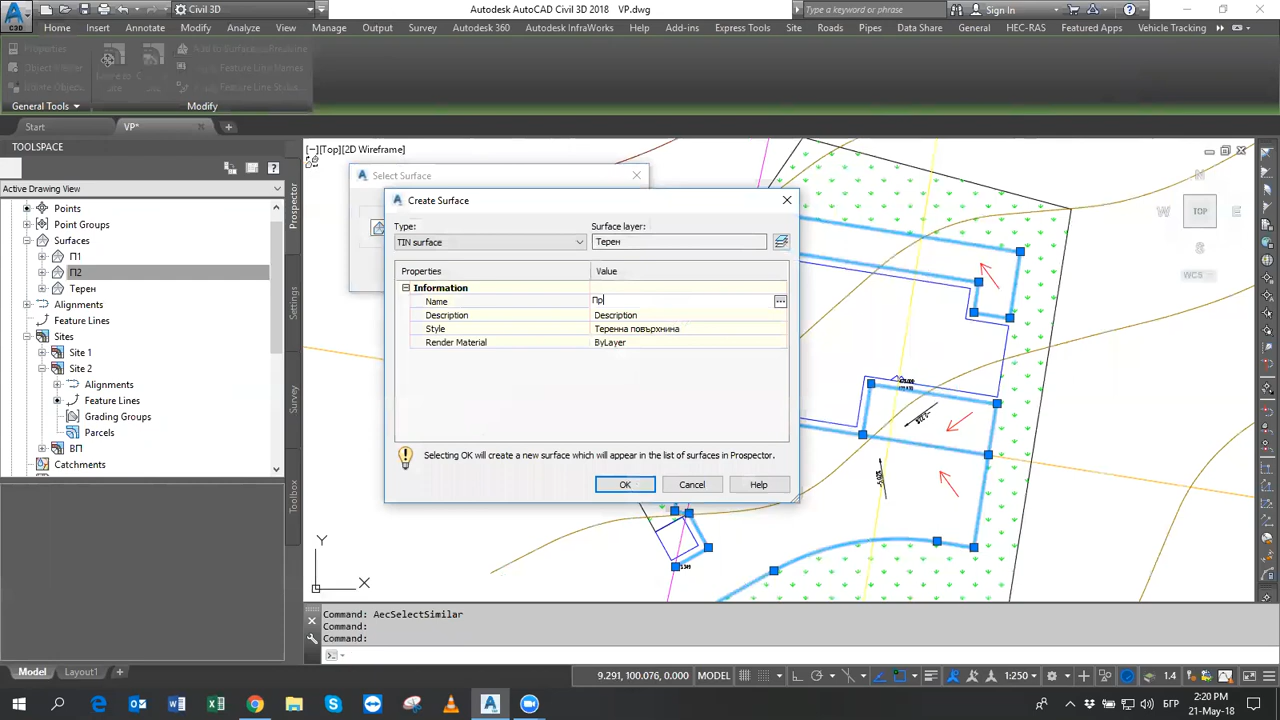 Civil 3D
Autodesk AutoCAD Civil 3D 2018 VP.dwg
Type a keyword or phrase
Sign In
C3D
Home Insert Annotate Modify Analyze View Manage Output Survey Autodesk 360 Autodesk InfraWorks Help Add-ins Express Tools Site Roads Pipes Data Share General HEC-RAS Featured Apps Vehicle Tracking
Properties
General Tools
Modify
Start
VP*
TOOLSPACE
[−][Top][2D Wireframe]
Active Drawing View
Points
Point Groups
Surfaces
П1
П2
Терен
Alignments
Feature Lines
Sites
Site 1
Site 2
Alignments
Feature Lines
Grading Groups
Parcels
ВП
Catchments
Prospector
Settings
Survey
Toolbox
Select Surface
Create Surface
Type:
Surface layer:
TIN surface
Терен
Properties
Value
Information
Name
Пр
Description
Description
Style
Теренна повърхнина
Render Material
ByLayer
Selecting OK will create a new surface which will appear in the list of surfaces in Prospector.
OK
Cancel
Help
N
W
TOP
E
S
WCS
Y
X
Command: AecSelectSimilar
Command:
Command:
Model
Layout1
9.291, 100.076, 0.000
MODEL
1:250
1.4
БГР
2:20 PM
21-May-18